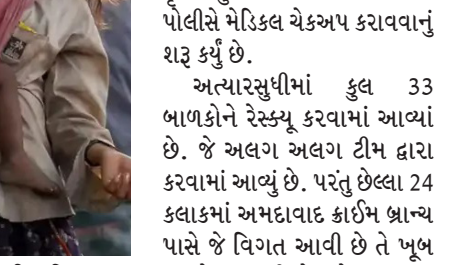 પોલીસે મેડિકલ ચેકઅપ કરાવવાનું
શરૂ કર્યું છે.
અત્યારસુધીમાં કુલ 33
બાળકોને રેસ્ક્યૂ કરવામાં આવ્યાં
છે. જે અલગ અલગ ટીમ દ્વારા
કરવામાં આવ્યું છે. પરંતુ છેલ્લા 24
કલાકમાં અમદાવાદ ક્રાઈમ બ્રાન્ચ
પાસે જે વિગત આવી છે તે ખૂબ